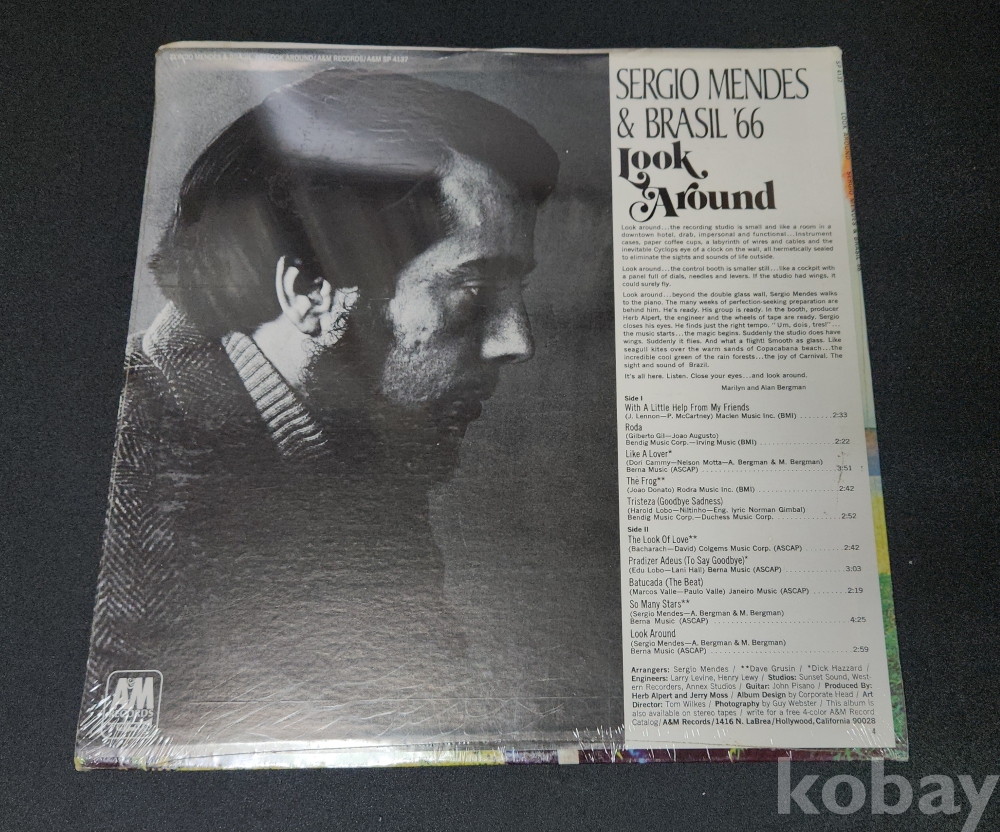 LOOK AROUND/A&M RECORDS/A&M SP 4137
SERGIO MENDES
& BRASIL '66
Look
Around
Look around...the recording studio is small and like a room in a
downtown hotel, drab, impersonal and functional...Instrument
cases, paper coffee cups, a labyrinth of wires and cables and the
inevitable Cyclops eye of a clock on the wall, all hermetically sealed
to eliminate the sights and sounds of life outside.
Look around...the control booth is smaller still...like a cockpit with
a panel full of dials, needles and levers. If the studio had wings, it
could surely fly.
Look around...beyond the double glass wall, Sergio Mendes walks
to the piano. The many weeks of perfection-seeking preparation are
behind him. He's ready. His group is ready. In the booth, producer
Herb Alpert, the engineer and the wheels of tape are ready. Sergio
closes his eyes. He finds just the right tempo. "Um, dois, tres!"...
the music starts...the magic begins. Suddenly the studio does have
wings. Suddenly it flies. And what a flight! Smooth as glass. Like
seagull kites over the warm sands of Copacabana beach...the
incredible cool green of the rain forests...the joy of Carnival. The
sight and sound of Brazil.
It's all here. Listen. Close your eyes...and look around.
Marilyn and Alan Bergman
Side I
With A Little Help From My Friends
(J. Lennon—P. McCartney) Maclen Music Inc. (BMI) ........2:33
Roda
(Gilberto Gil—Joao Augusto)
Bendig Music Corp.—Irving Music (BMI) ........2:22
Like A Lover*
(Dori Cammy—Nelson Motta—A. Bergman & M. Bergman)
Berna Music (ASCAP) ........3:51
The Frog**
(Joao Donato) Rodra Music Inc. (BMI) ........2:42
Tristeza (Goodbye Sadness)
(Harold Lobo—Niltinho—Eng. lyric Norman Gimbal)
Bendig Music Corp.—Duchess Music Corp. ........2:52
Side II
The Look Of Love**
(Bacharach—David) Colgems Music Corp. (ASCAP) ........2:42
Pradizer Adeus (To Say Goodbye)*
(Edu Lobo—Lani Hall) Berna Music (ASCAP) ........3:03
Batucada (The Beat)
(Marcos Valle—Paulo Valle) Janeiro Music (ASCAP) ........2:19
So Many Stars**
(Sergio Mendes—A. Bergman & M. Bergman)
Berna Music (ASCAP) ........4:25
Look Around
(Sergio Mendes—A. Bergman & M. Bergman)
Berna Music (ASCAP) ........2:59
Arrangers: Sergio Mendes / **Dave Grusin / *Dick Hazzard /
Engineers: Larry Levine, Henry Lewy / Studios: Sunset Sound, West-
ern Recorders, Annex Studios / Guitar: John Pisano / Produced By:
Herb Alpert and Jerry Moss / Album Design by Corporate Head / Art
Director: Tom Wilkes / Photography by Guy Webster / This album is
also available on stereo tapes / write for a free 4-color A&M Record
Catalog/A&M Records/1416 N. LaBrea/Hollywood, California 90028
4
A&M
RECORDS
kobay